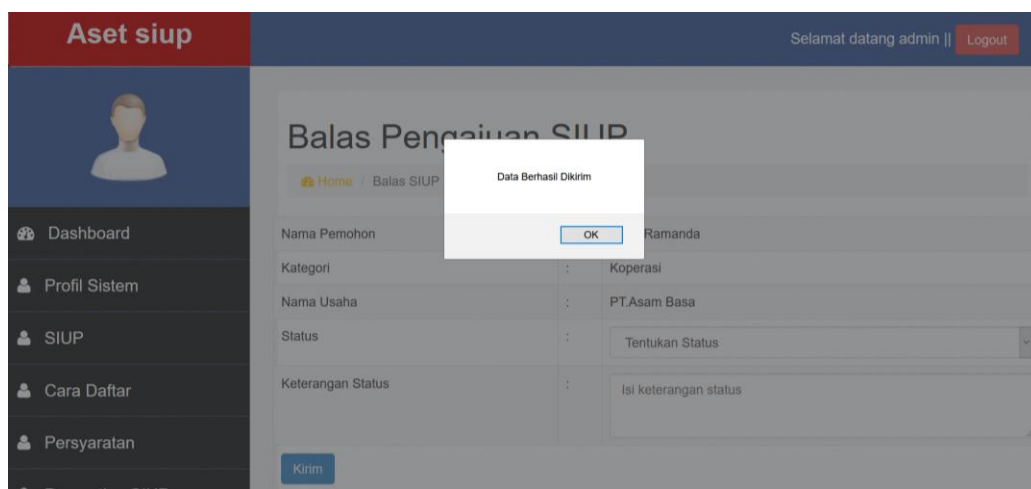 Aset siup
Selamat datang admin || Logout
Balas Pengajuan SIUP
Home / Balas SIUP
Data Berhasil Dikirim
OK
Dashboard
Profil Sistem
SIUP
Cara Daftar
Persyaratan
Nama Pemohon Ramanda
Kategori : Koperasi
Nama Usaha : PT.Asam Basa
Status : Tentukan Status
Keterangan Status : Isi keterangan status
Kirim